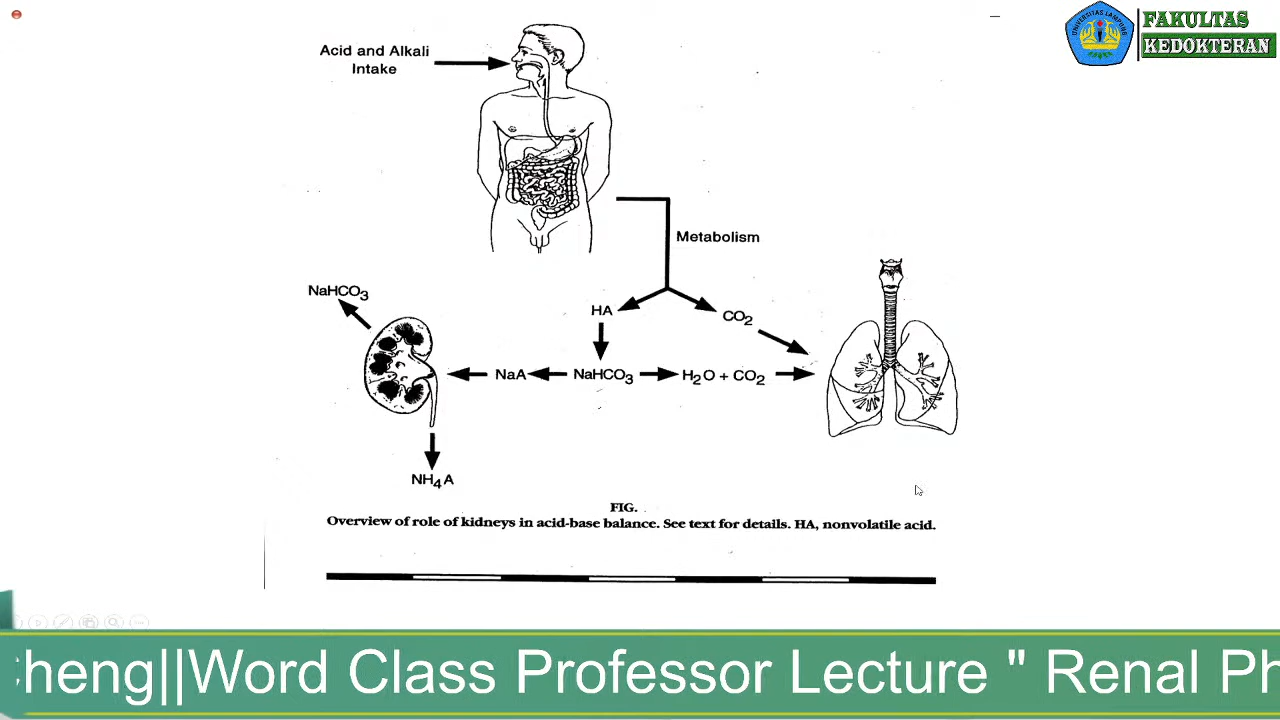 UNIVERSITAS LAMPUNG
FAKULTAS
KEDOKTERAN
Acid and Alkali
Intake
Metabolism
NaHCO3
HA
CO2
NaA
NaHCO3
H2O + CO2
NH4A
FIG.
Overview of role of kidneys in acid-base balance. See text for details. HA, nonvolatile acid.
heng||Word Class Professor Lecture " Renal Ph